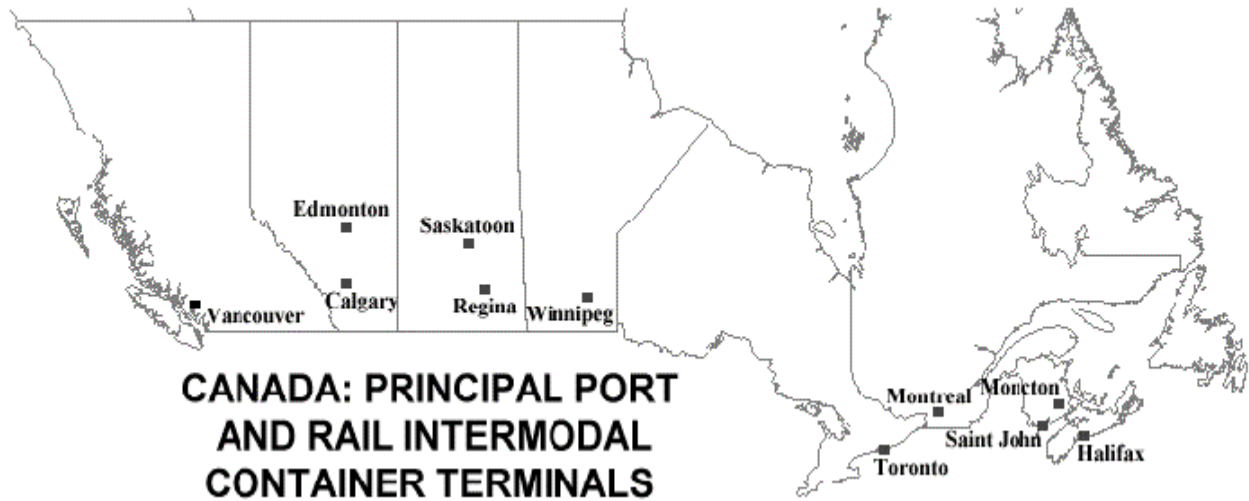 Edmonton
Saskatoon
Calgary
Regina
Winnipeg
Vancouver
CANADA: PRINCIPAL PORT
AND RAIL INTERMODAL
CONTAINER TERMINALS
Montreal
Moncton
Saint John
Halifax
Toronto